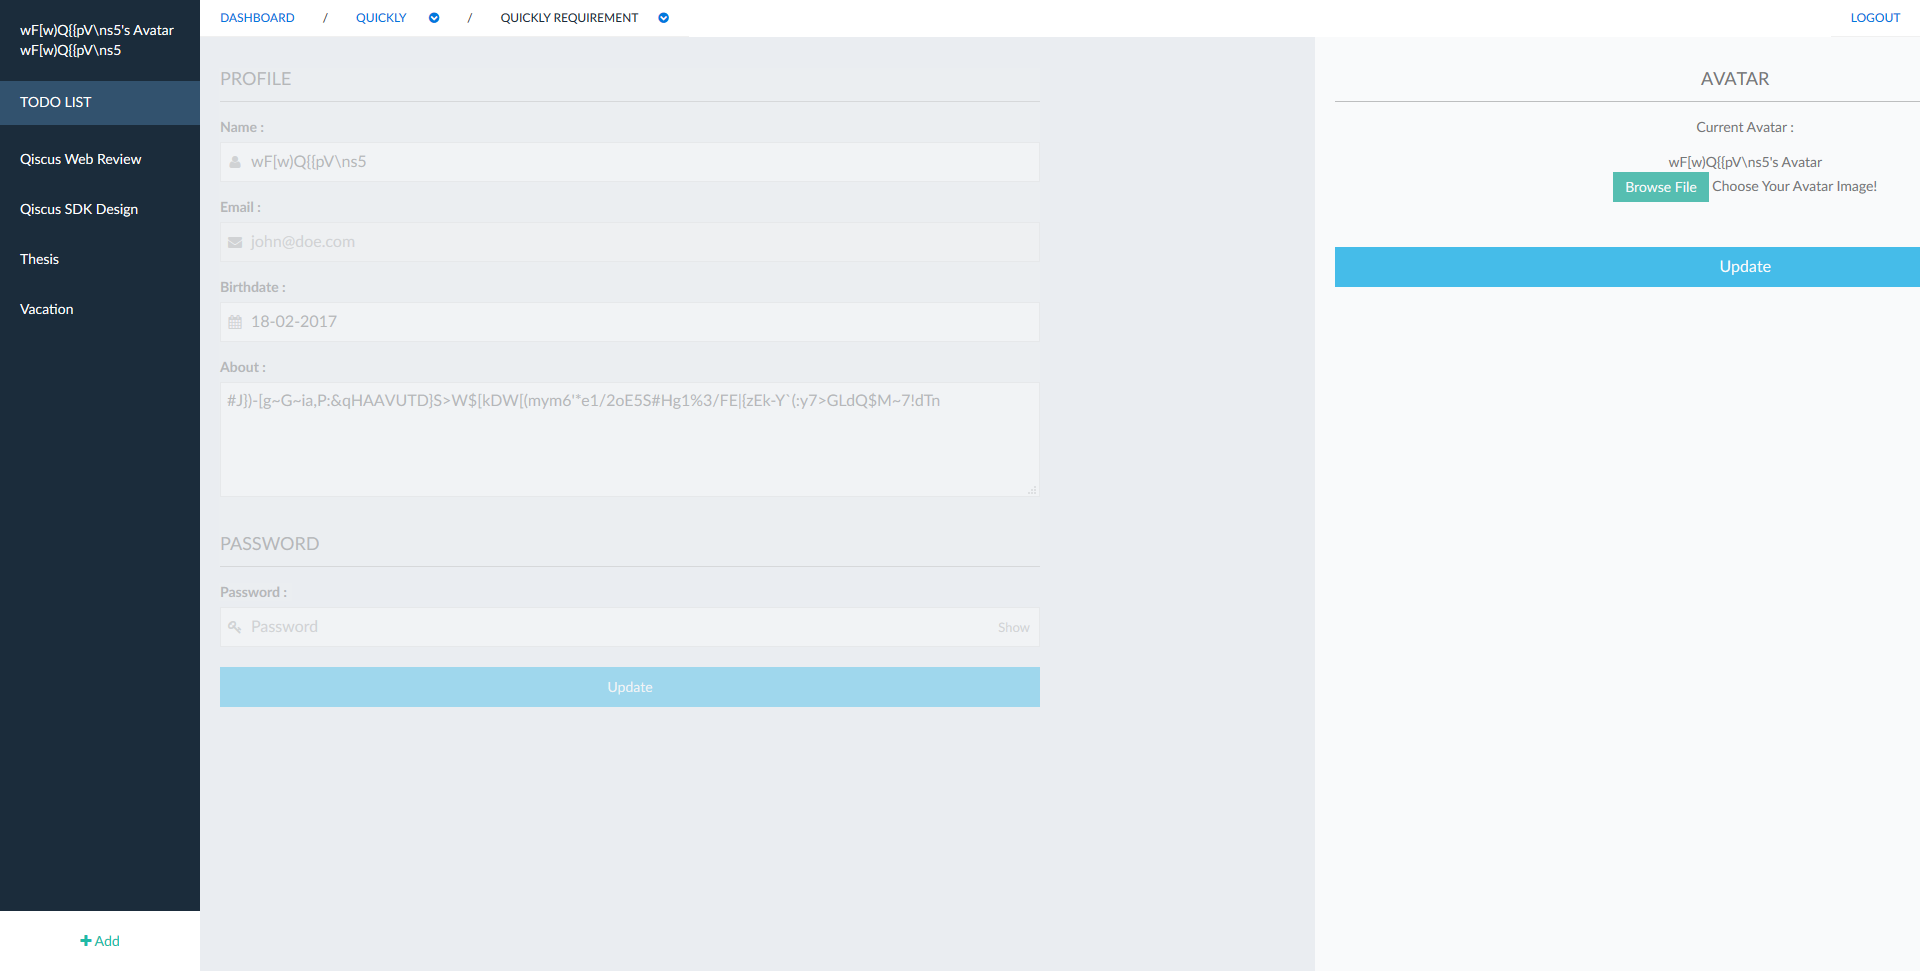 wF[w)Q{{pV\ns5's Avatar
wF[w)Q{{pV\ns5
TODO LIST
Qiscus Web Review
Qiscus SDK Design
Thesis
Vacation
Add
DASHBOARD / QUICKLY / QUICKLY REQUIREMENT
LOGOUT
PROFILE
Name :
wF[w)Q{{pV\ns5
Email :
john@doe.com
Birthdate :
18-02-2017
About :
#J})-[g~G~ia,P:&qHAAVUTD}S>W$[kDW[(mym6'*e1/2oE5S#Hg1%3/FE|{zEk-Y`(:y7>GLdQ$M~7!dTn
PASSWORD
Password :
Password Show
Update
AVATAR
Current Avatar :
wF[w)Q{{pV\ns5's Avatar
Browse File Choose Your Avatar Image!
Update